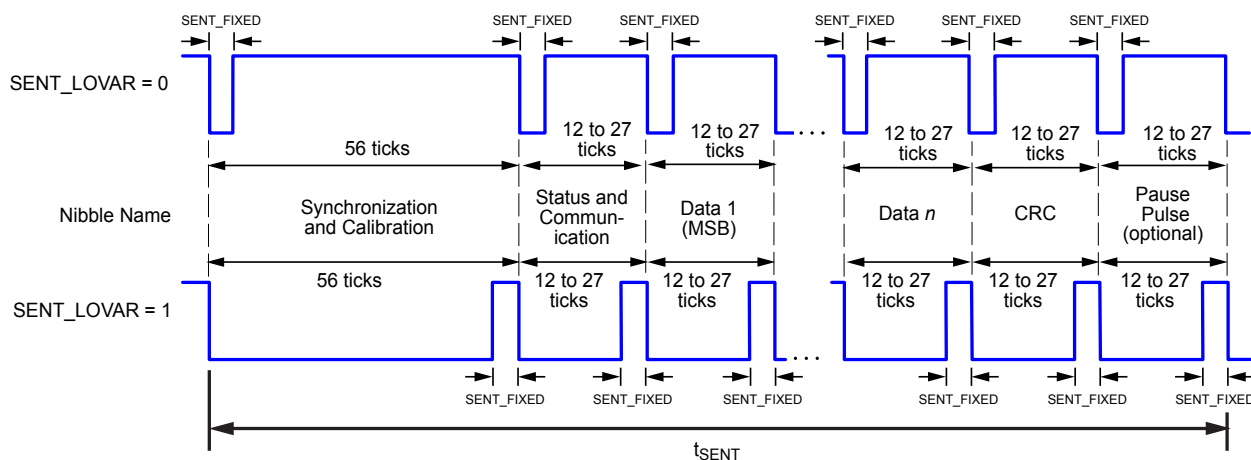 SENT_FIXED SENT_FIXED SENT_FIXED SENT_FIXED SENT_FIXED SENT_FIXED
SENT_LOVAR = 0
56 ticks
12 to 27
ticks
12 to 27
ticks
. . .
12 to 27
ticks
12 to 27
ticks
12 to 27
ticks
Nibble Name
Synchronization
and Calibration
Status and
Commun-
ication
Data 1
(MSB)
Data n
CRC
Pause
Pulse
(optional)
56 ticks
12 to 27
ticks
12 to 27
ticks
12 to 27
ticks
12 to 27
ticks
12 to 27
ticks
SENT_LOVAR = 1
. . .
SENT_FIXED SENT_FIXED SENT_FIXED SENT_FIXED SENT_FIXED SENT_FIXED
tSENT